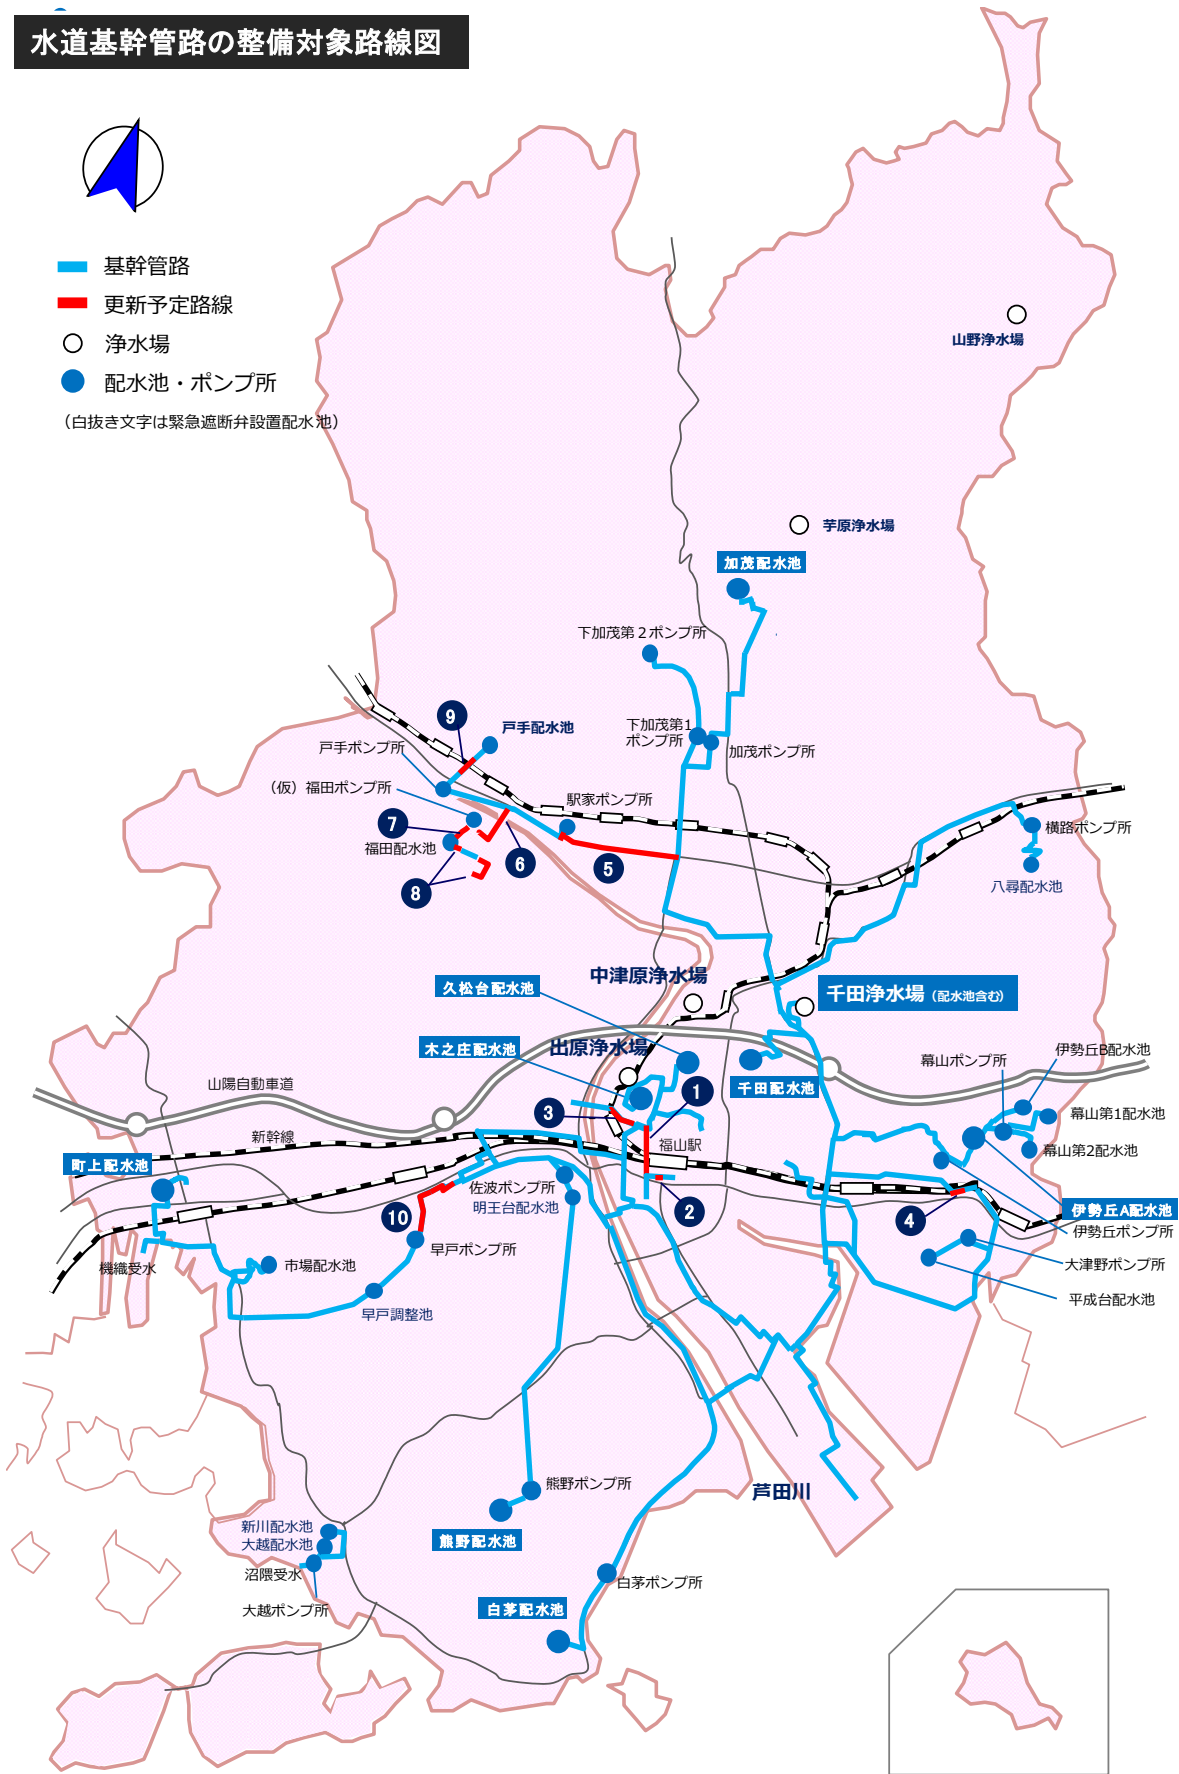 水道基幹管路の整備対象路線図
基幹管路
更新予定路線
浄水場
配水池・ポンプ所
（白抜き文字は緊急遮断弁設置配水池）
山野浄水場
芋原浄水場
加茂配水池
下加茂第２ポンプ所
下加茂第1
ポンプ所
加茂ポンプ所
9
戸手配水池
戸手ポンプ所
（仮）福田ポンプ所
駅家ポンプ所
7
福田配水池
6
5
8
横路ポンプ所
八尋配水池
中津原浄水場
久松台配水池
千田浄水場（配水池含む）
木之庄配水池
出原浄水場
千田配水池
幕山ポンプ所
伊勢丘B配水池
山陽自動車道
1
3
幕山第1配水池
新幹線
福山駅
幕山第2配水池
町上配水池
佐波ポンプ所
明王台配水池
2
10
4
伊勢丘A配水池
伊勢丘ポンプ所
早戸ポンプ所
機織受水
市場配水池
大津野ポンプ所
平成台配水池
早戸調整池
熊野ポンプ所
芦田川
熊野配水池
新川配水池
大越配水池
沼隈受水
大越ポンプ所
白茅ポンプ所
白茅配水池